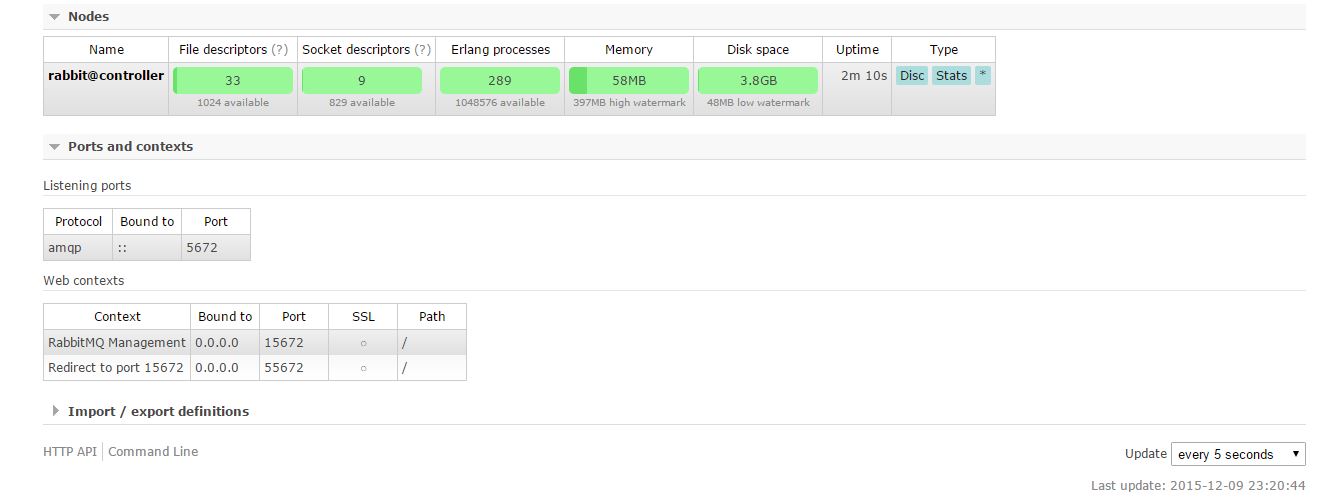 Nodes
Name File descriptors (?) Socket descriptors (?) Erlang processes Memory Disk space Uptime Type
rabbit@controller 33 9 289 58MB 3.8GB 2m 10s Disc Stats *
1024 available 829 available 1048576 available 397MB high watermark 48MB low watermark
Ports and contexts
Listening ports
Protocol Bound to Port
amqp :: 5672
Web contexts
Context Bound to Port SSL Path
RabbitMQ Management 0.0.0.0 15672 ○ /
Redirect to port 15672 0.0.0.0 55672 ○ /
Import / export definitions
HTTP API Command Line Update every 5 seconds
Last update: 2015-12-09 23:20:44